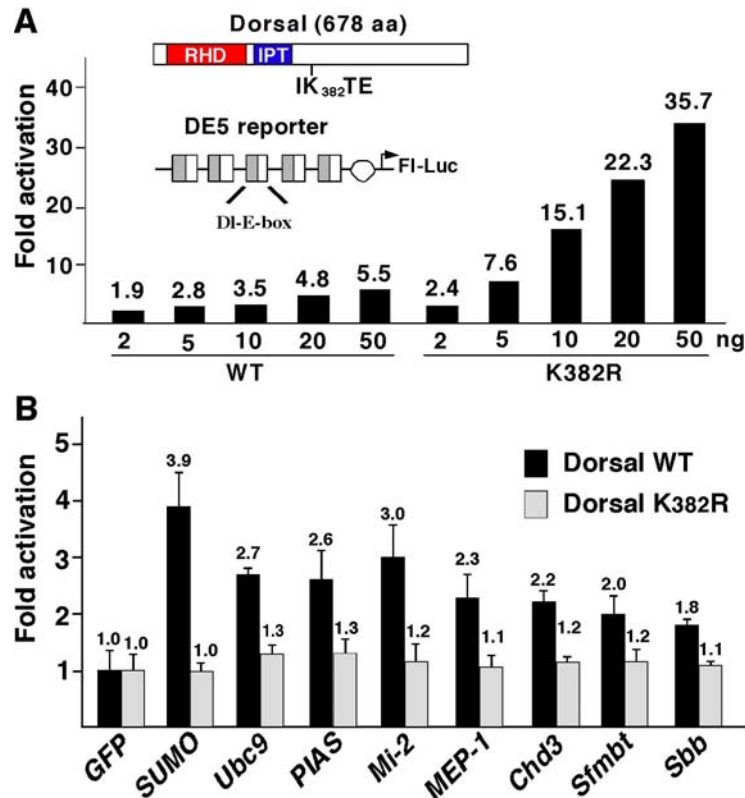 A
Dorsal (678 aa)
RHD IPT
IK382TE
DE5 reporter
Fl-Luc
Dl-E-box
Fold activation
40
30
20
10
1.9 2.8 3.5 4.8 5.5 2.4 7.6 15.1 22.3 35.7
2 5 10 20 50 2 5 10 20 50 ng
WT K382R
B
Fold activation
5
4
3
2
1
Dorsal WT
Dorsal K382R
1.0 1.0 3.9 1.0 2.7 1.3 2.6 1.3 3.0 1.2 2.3 1.1 2.2 1.2 2.0 1.2 1.8 1.1
GFP SUMO Ubc9 PIAS Mi-2 MEP-1 Chd3 Sfmbt Sbb